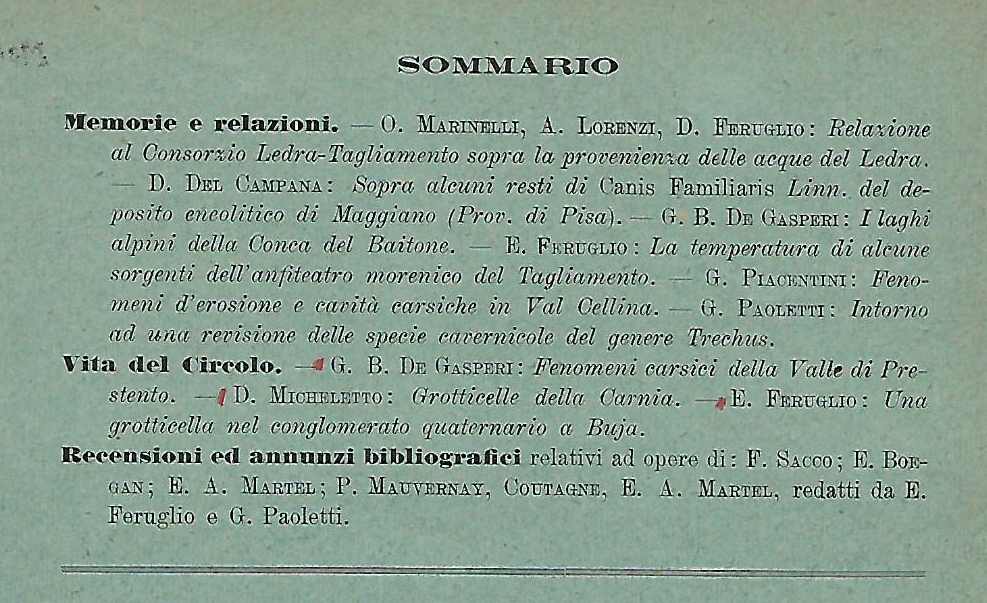 SOMMARIO
Memorie e relazioni. — O. MARINELLI, A. LORENZI, D. FERUGLIO: Relazione
al Consorzio Ledra-Tagliamento sopra la provenienza delle acque del Ledra.
— D. DEL CAMPANA: Sopra alcuni resti di Canis Familiaris Linn. del de-
posito eneolitico di Maggiano (Prov. di Pisa). — G. B. DE GASPERI: I laghi
alpini della Conca del Baitone. — E. FERUGLIO: La temperatura di alcune
sorgenti dell'anfiteatro morenico del Tagliamento. — G. PIACENTINI: Feno-
meni d'erosione e cavità carsiche in Val Cellina. — G. PAOLETTI: Intorno
ad una revisione delle specie cavernicole del genere Trechus.
Vita del Circolo. — G. B. DE GASPERI: Fenomeni carsici della Valle di Pre-
stento. — D. MICHELETTO: Grotticelle della Carnia. — E. FERUGLIO: Una
grotticella nel conglomerato quaternario a Buja.
Recensioni ed annunzi bibliografici relativi ad opere di: F. SACCO; E. BOE-
GAN; E. A. MARTEL; P. MAUVERNAY, COUTAGNE, E. A. MARTEL, redatti da E.
Feruglio e G. Paoletti.